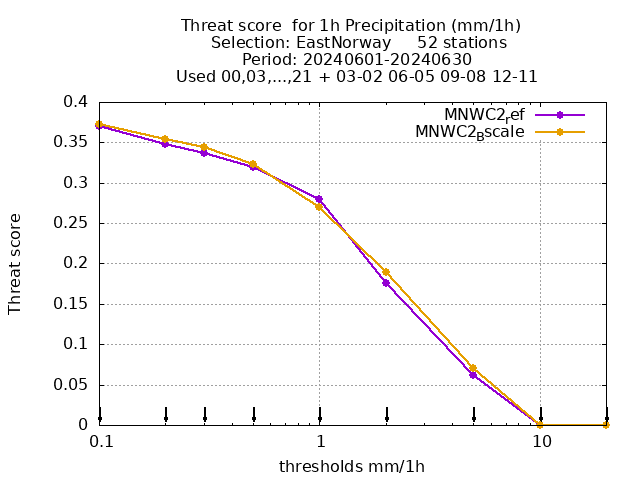 Threat score  for 1h Precipitation (mm/1h)
Selection: EastNorway     52 stations
Period: 20240601-20240630
Used 00,03,...,21 + 03-02 06-05 09-08 12-11
MNWC2ref
MNWC2Bscale
0.4
0.35
0.3
0.25
0.2
0.15
0.1
0.05
0
Threat score
0.1 1 10
thresholds mm/1h